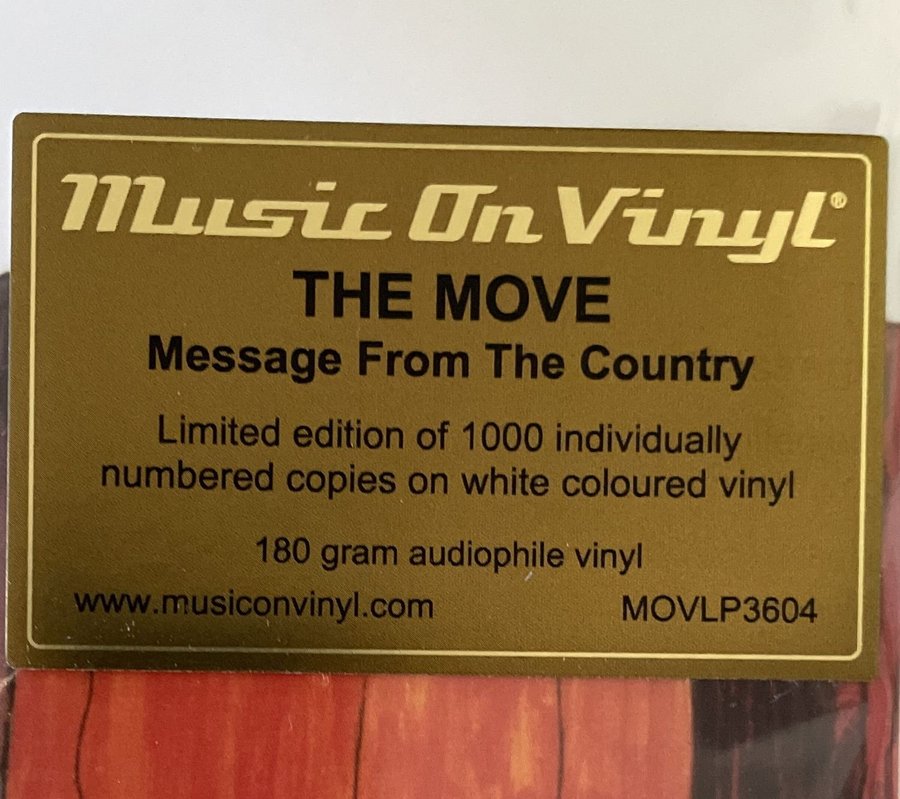 Music On Vinyl®
THE MOVE
Message From The Country
Limited edition of 1000 individually
numbered copies on white coloured vinyl
180 gram audiophile vinyl
www.musiconvinyl.com MOVLP3604